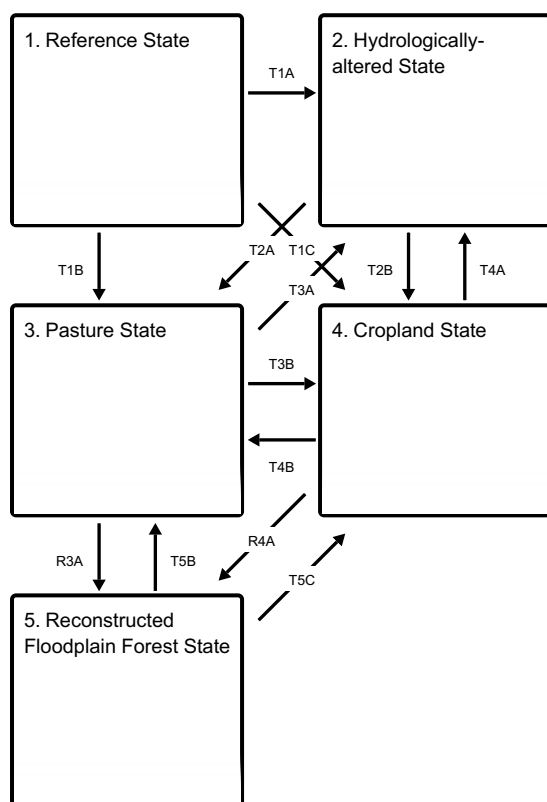 1. Reference State
2. Hydrologically-
altered State
T1A
T2A
T1C
T1B
T3A
T2B
T4A
3. Pasture State
4. Cropland State
T3B
T4B
R4A
R3A
T5B
T5C
5. Reconstructed
Floodplain Forest State